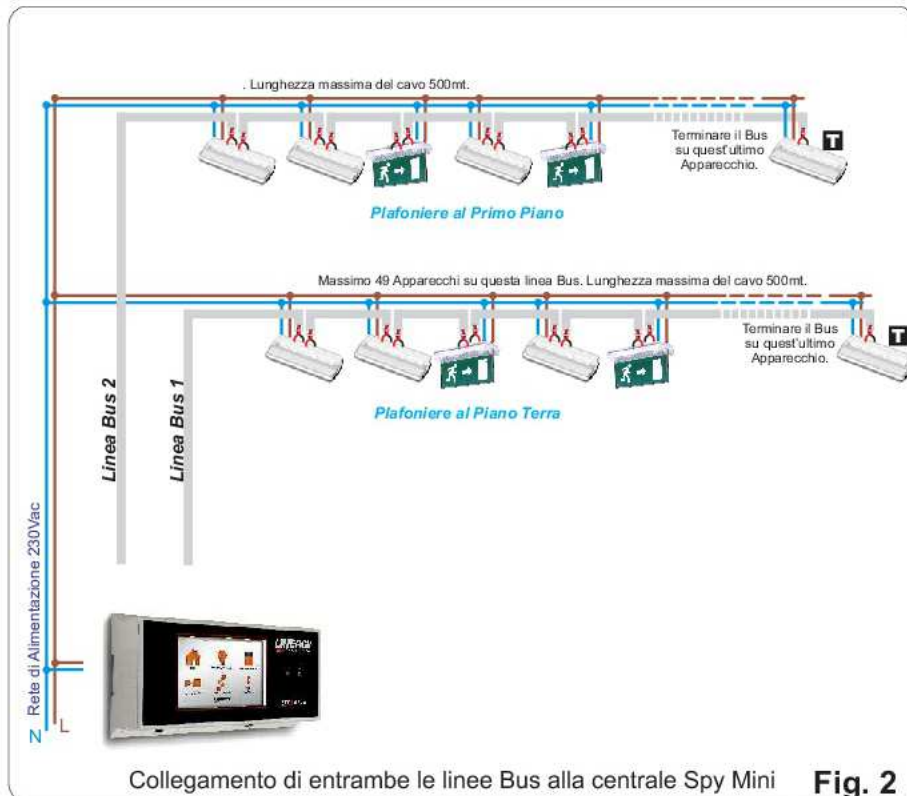 . Lunghezza massima del cavo 500mt.
Terminare il Bus
su quest'ultimo
Apparecchio.
T
Plafoniere al Primo Piano
Massimo 49 Apparecchi su questa linea Bus. Lunghezza massima del cavo 500mt.
Terminare il Bus
su quest'ultimo
Apparecchio.
T
Plafoniere al Piano Terra
Linea Bus 2
Linea Bus 1
Rete di Alimentazione 230Vac
N
L
LINERGY
Collegamento di entrambe le linee Bus alla centrale Spy Mini
Fig. 2